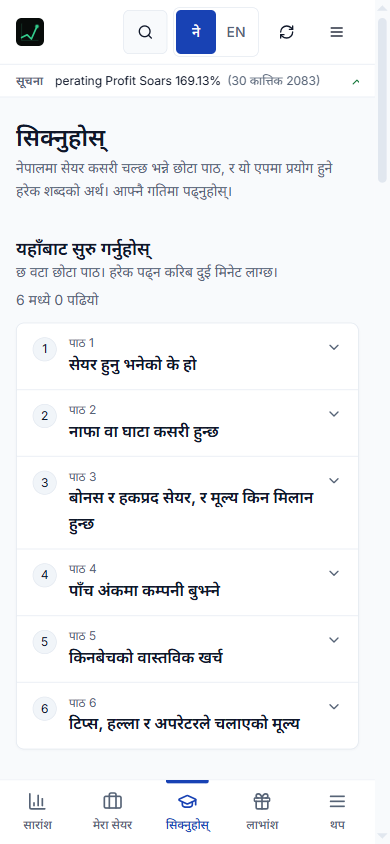 ने EN
सूचना perating Profit Soars 169.13% (30 कात्तिक 2083)
सिक्नुहोस्
नेपालमा सेयर कसरी चल्छ भन्ने छोटा पाठ, र यो एपमा प्रयोग हुने
हरेक शब्दको अर्थ। आफ्नै गतिमा पढ्नुहोस्।
यहाँबाट सुरु गर्नुहोस्
छ वटा छोटा पाठ। हरेक पढ्न करिब दुई मिनेट लाग्छ।
6 मध्ये 0 पढियो
1 पाठ 1
सेयर हुनु भनेको के हो
2 पाठ 2
नाफा वा घाटा कसरी हुन्छ
3 पाठ 3
बोनस र हकप्रद सेयर, र मूल्य किन मिलान
हुन्छ
4 पाठ 4
पाँच अंकमा कम्पनी बुझ्ने
5 पाठ 5
किनबेचको वास्तविक खर्च
6 पाठ 6
टिप्स, हल्ला र अपरेटरले चलाएको मूल्य
सारांश मेरा सेयर सिक्नुहोस् लाभांश थप